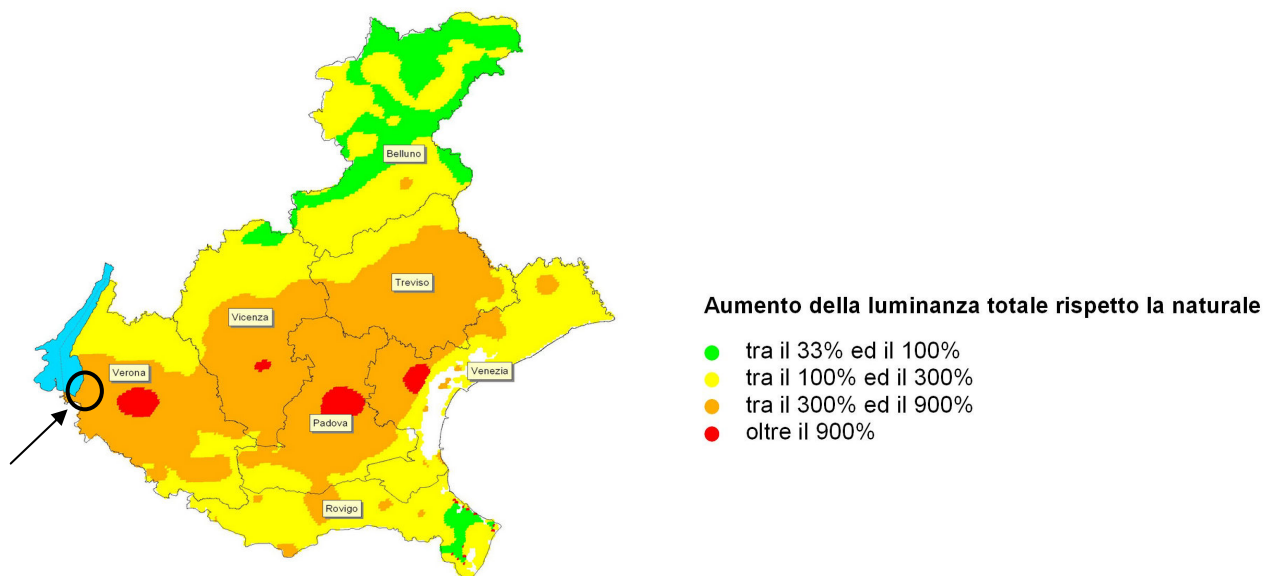 Belluno
Treviso
Vicenza
Venezia
Verona
Padova
Rovigo
Aumento della luminanza totale rispetto la naturale
tra il 33% ed il 100%
tra il 100% ed il 300%
tra il 300% ed il 900%
oltre il 900%